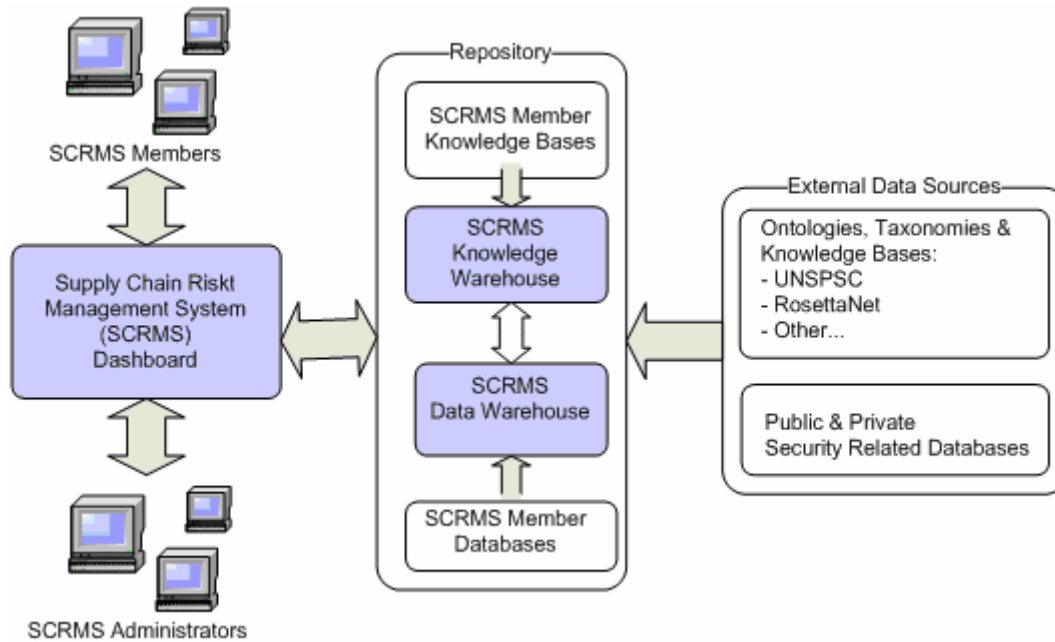 SCRMS Members
Supply Chain Riskt
Management System
(SCRMS)
Dashboard
SCRMS Administrators
Repository
SCRMS Member
Knowledge Bases
SCRMS
Knowledge
Warehouse
SCRMS
Data Warehouse
SCRMS Member
Databases
External Data Sources
Ontologies, Taxonomies &
Knowledge Bases:
- UNSPSC
- RosettaNet
- Other...
Public & Private
Security Related Databases